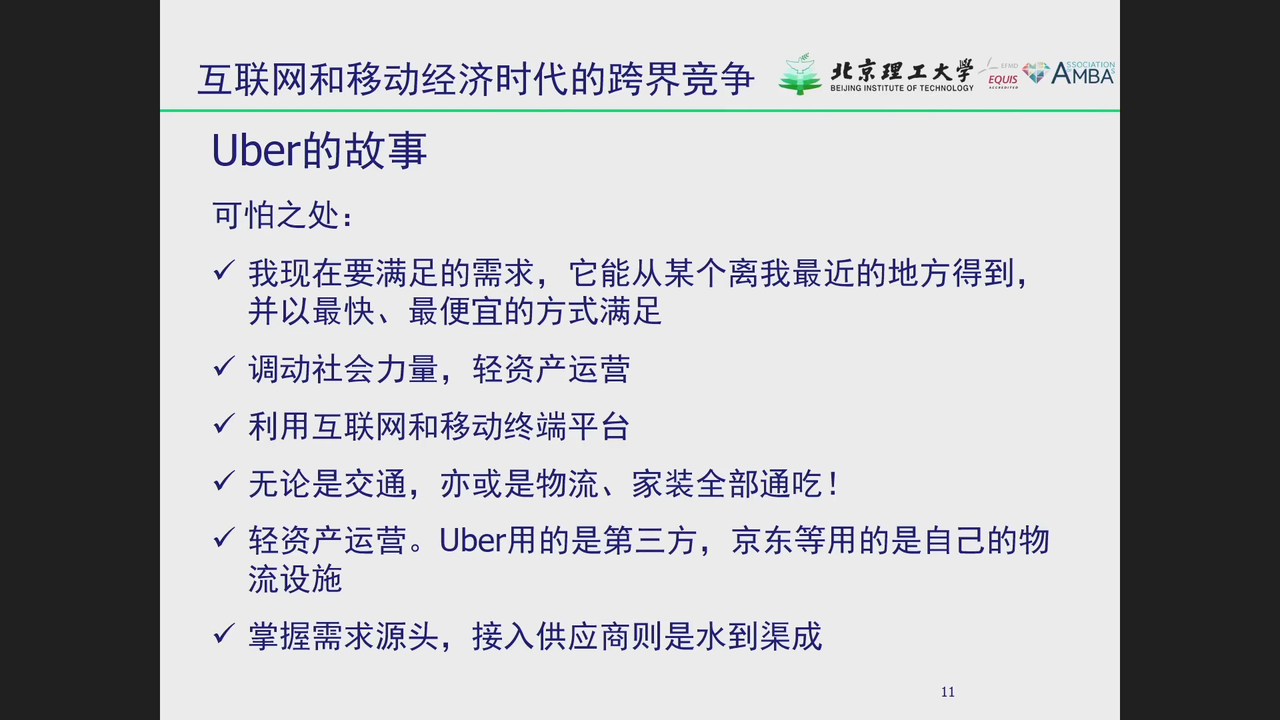 互联网和移动经济时代的跨界竞争
北京理工大学
BEIJING INSTITUTE OF TECHNOLOGY
EFMD
EQUIS
ACCREDITED
ASSOCIATION
AMBA
Uber的故事
可怕之处：
✓ 我现在要满足的需求，它能从某个离我最近的地方得到，
并以最快、最便宜的方式满足
✓ 调动社会力量，轻资产运营
✓ 利用互联网和移动终端平台
✓ 无论是交通，亦或是物流、家装全部通吃！
✓ 轻资产运营。Uber用的是第三方，京东等用的是自己的物
流设施
✓ 掌握需求源头，接入供应商则是水到渠成
11